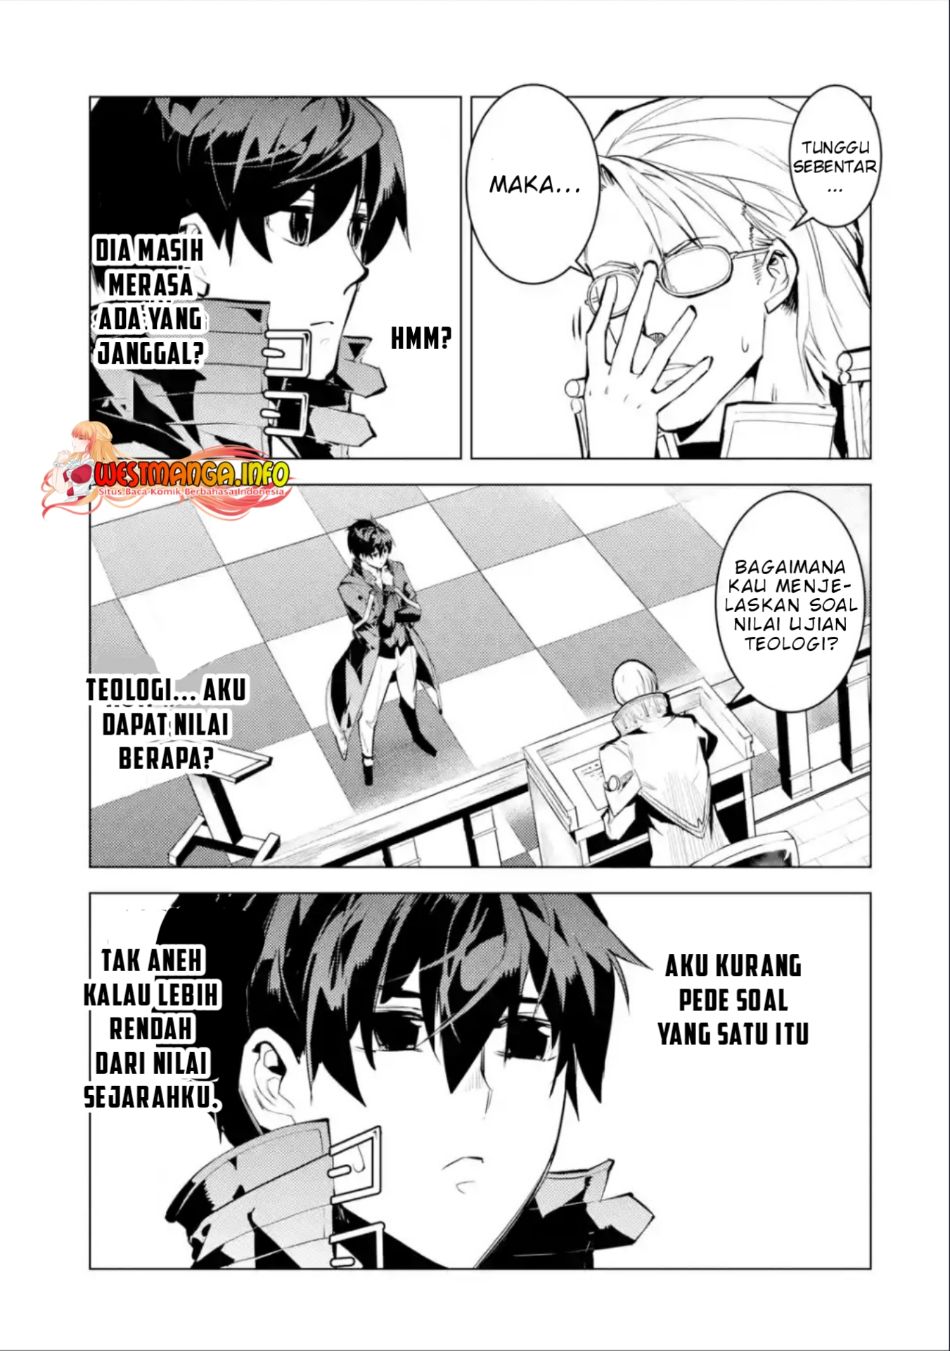 TUNGGU
SEBENTAR
...
MAKA...
HMM?
DIA MASIH
MERASA
ADA YANG
JANGGAL?
WESTMANGA.INFO
Situs Baca Komik Berbahasa Indonesia
BAGAIMANA
KAU MENJE-
LASKAN SOAL
NILAI UJIAN
TEOLOGI?
TEOLOGI... AKU
DAPAT NILAI
BERAPA?
AKU KURANG
PEDE SOAL
YANG SATU ITU
TAK ANEH
KALAU LEBIH
RENDAH
DARI NILAI
SEJARAHKU.